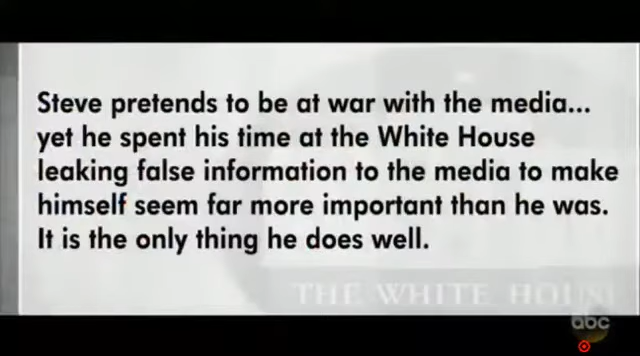 Steve pretends to be at war with the media...
yet he spent his time at the White House
leaking false information to the media to make
himself seem far more important than he was.
It is the only thing he does well.
THE WHITE HOUSE
abc